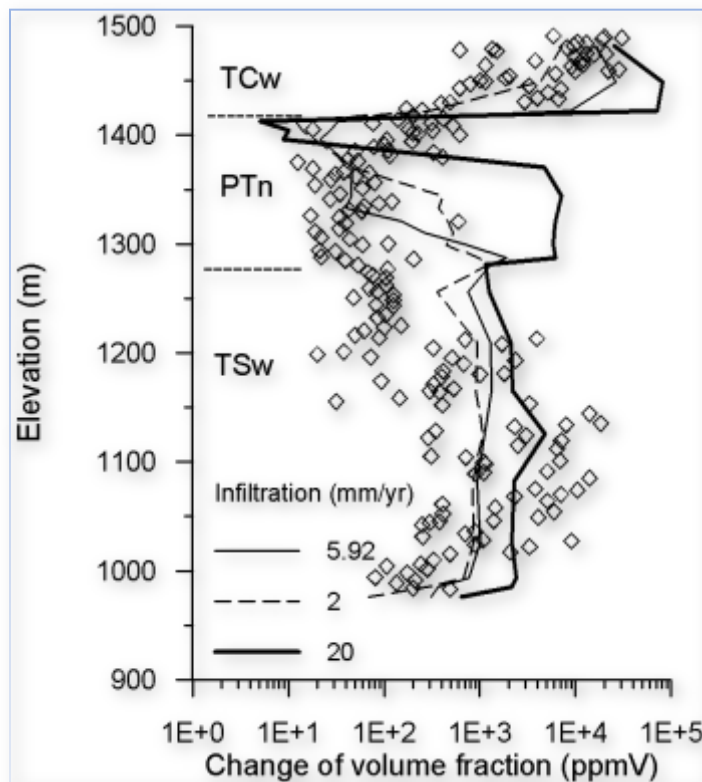 1500
TCw
1400
PTn
1300
TSw
1200
1100
1000
900
Elevation (m)
Infiltration (mm/yr)
5.92
2
20
1E+0 1E+1 1E+2 1E+3 1E+4 1E+5
Change of volume fraction (ppmV)